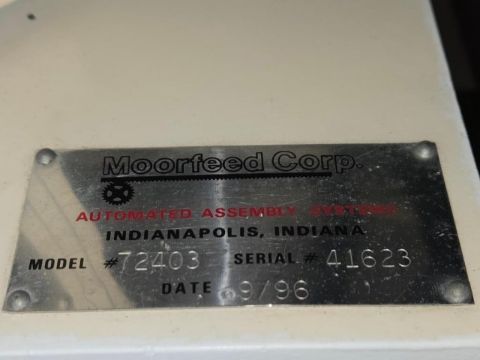 Moorfeed Corp.
AUTOMATED ASSEMBLY SYSTEMS
INDIANAPOLIS, INDIANA
MODEL #72403 SERIAL # 41623
DATE 9/96